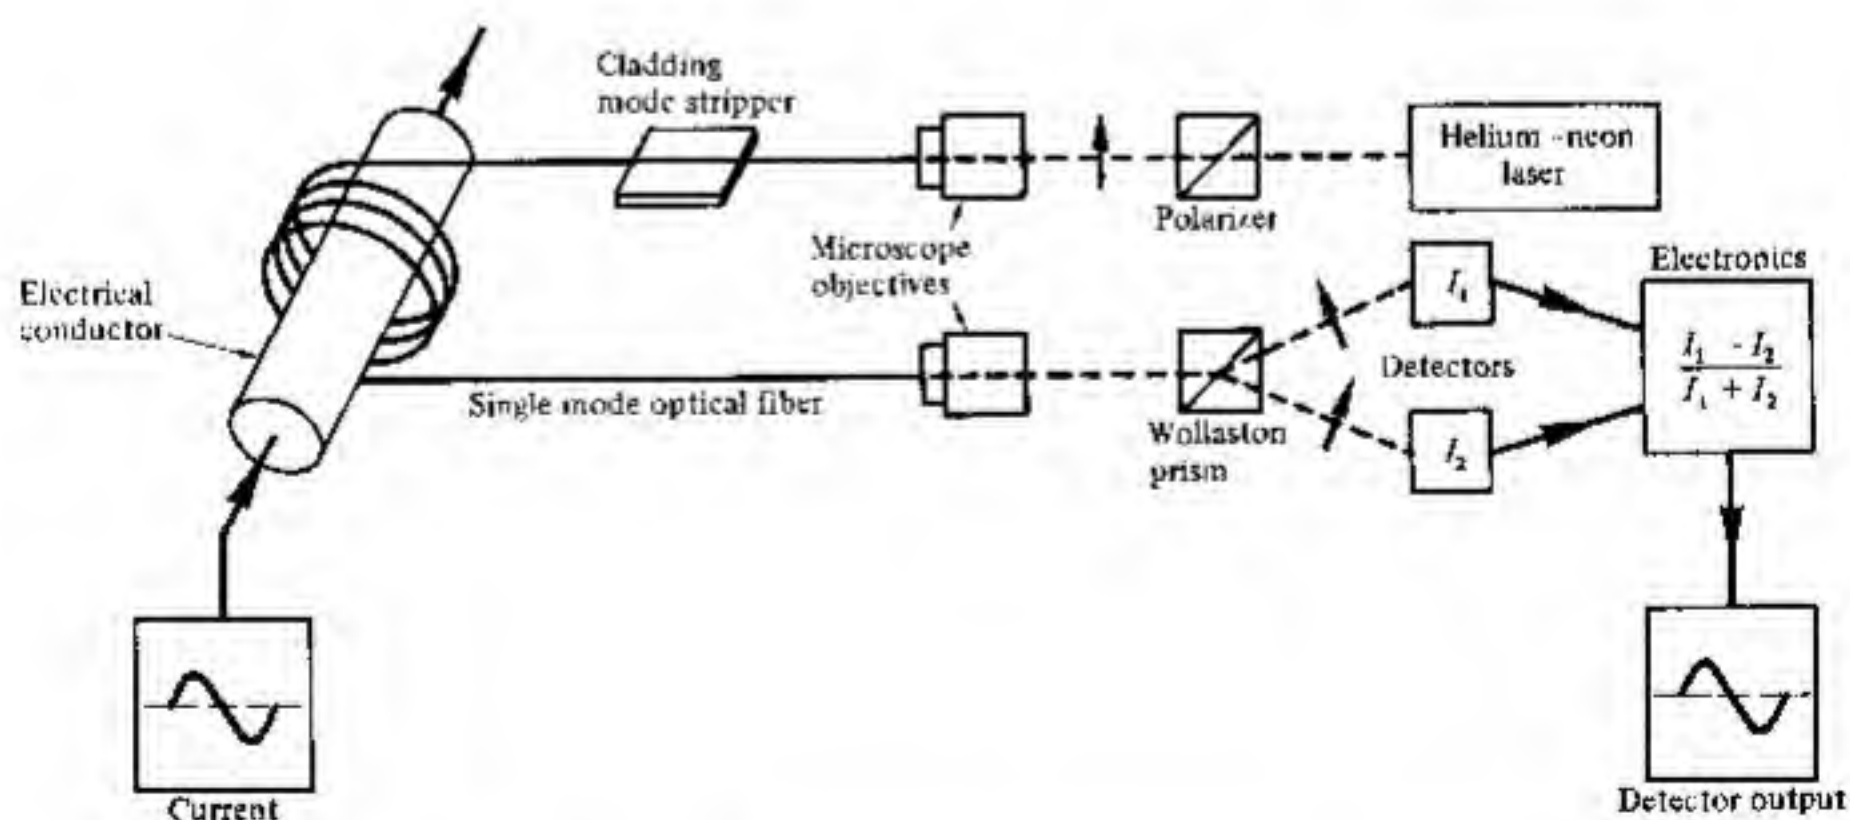 Cladding
mode stripper
Helium-neon
laser
Polarizer
Microscope
objectives
Electronics
I₁
Electrical
conductor
Detectors
I₁ - I₂
I₁ + I₂
Single mode optical fiber
Wollaston
prism
I₂
Current
Detector output